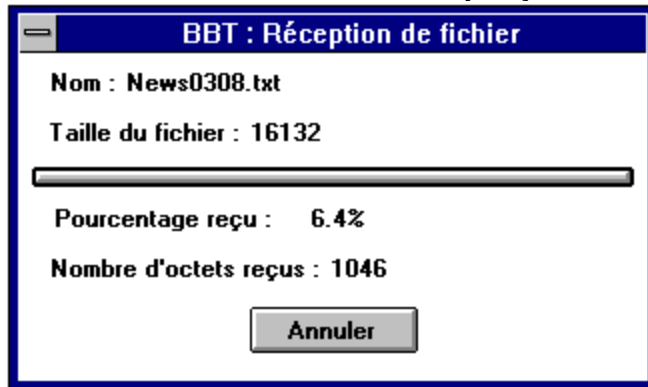 BBT : Réception de fichier
Nom : News0308.txt
Taille du fichier : 16132
Pourcentage reçu : 6.4%
Nombre d'octets reçus : 1046
Annuler